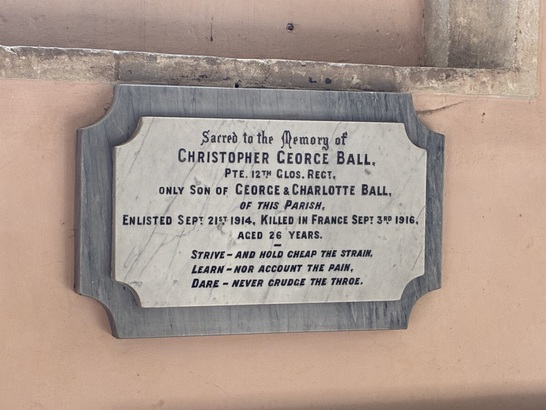 Sacred to the Memory of
CHRISTOPHER GEORGE BALL,
PTE. 12TH GLOS. REGT,
ONLY SON OF GEORGE & CHARLOTTE BALL,
OF THIS PARISH,
ENLISTED SEPT 21ST 1914, KILLED IN FRANCE SEPT 3RD 1916,
AGED 26 YEARS.
STRIVE – AND HOLD CHEAP THE STRAIN,
LEARN – NOR ACCOUNT THE PAIN,
DARE – NEVER GRUDGE THE THROE.